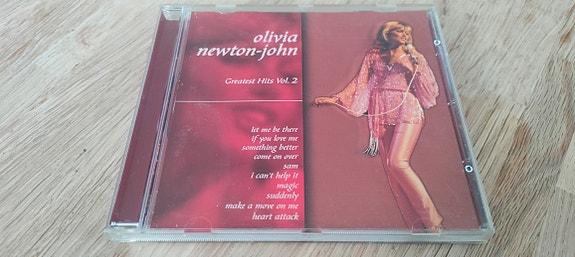 olivia
newton-john
Greatest Hits Vol. 2
let me be there
if you love me
something better
come on over
sam
I can't help it
magic
suddenly
make a move on me
heart attack